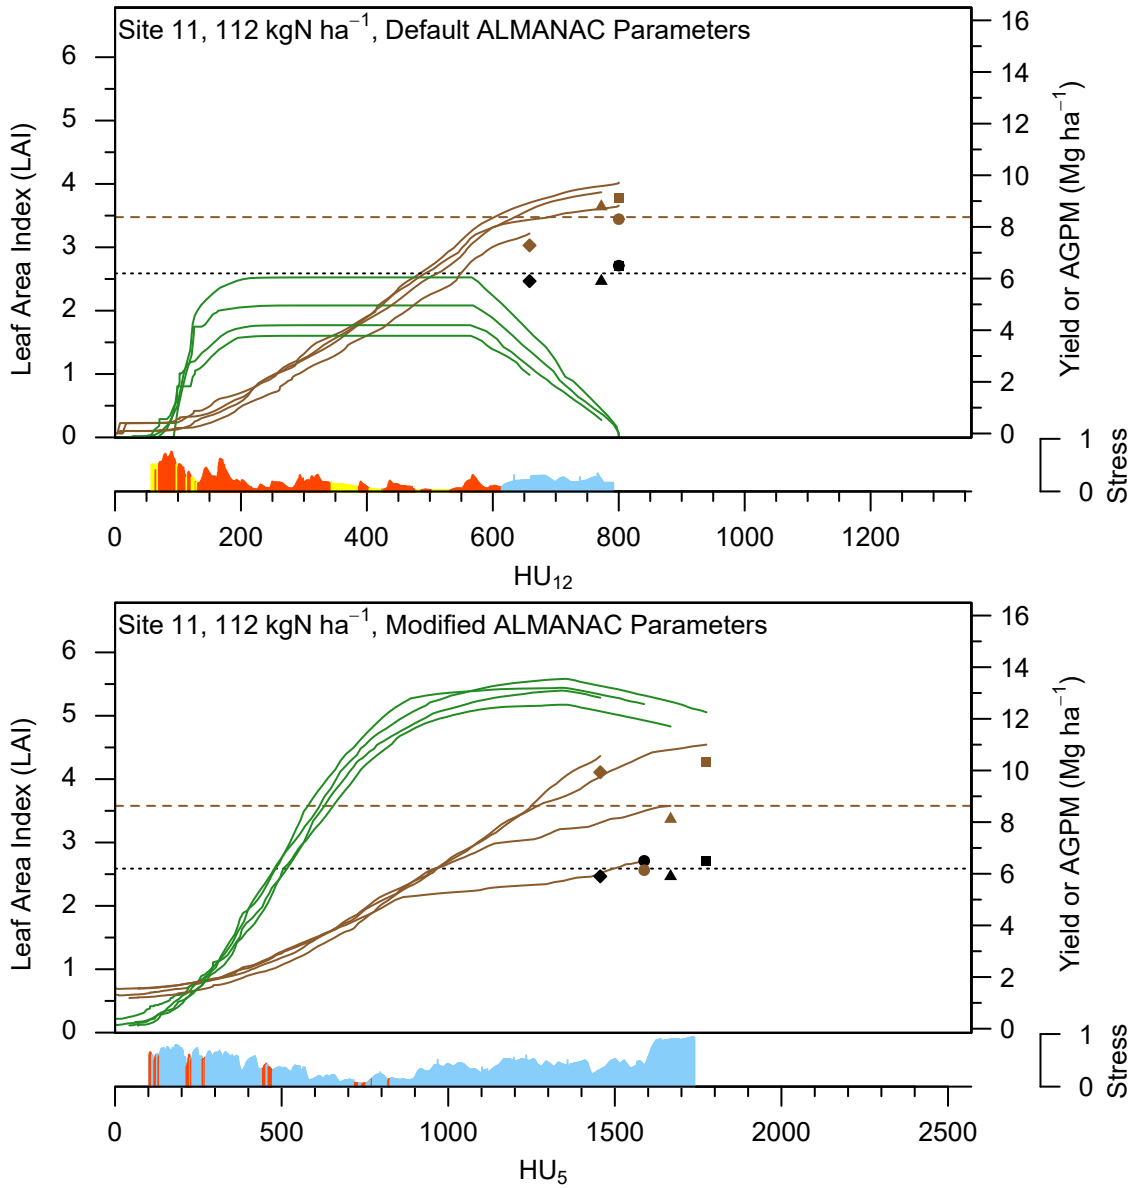 Site 11, 112 kgN ha⁻¹, Default ALMANAC Parameters
Leaf Area Index (LAI)
0 1 2 3 4 5 6
Yield or AGPM (Mg ha⁻¹)
0 2 4 6 8 10 12 14 16
Stress
0 1
0 200 400 600 800 1000 1200
HU₁₂
Site 11, 112 kgN ha⁻¹, Modified ALMANAC Parameters
Leaf Area Index (LAI)
0 1 2 3 4 5 6
Yield or AGPM (Mg ha⁻¹)
0 2 4 6 8 10 12 14 16
Stress
0 1
0 500 1000 1500 2000 2500
HU₅